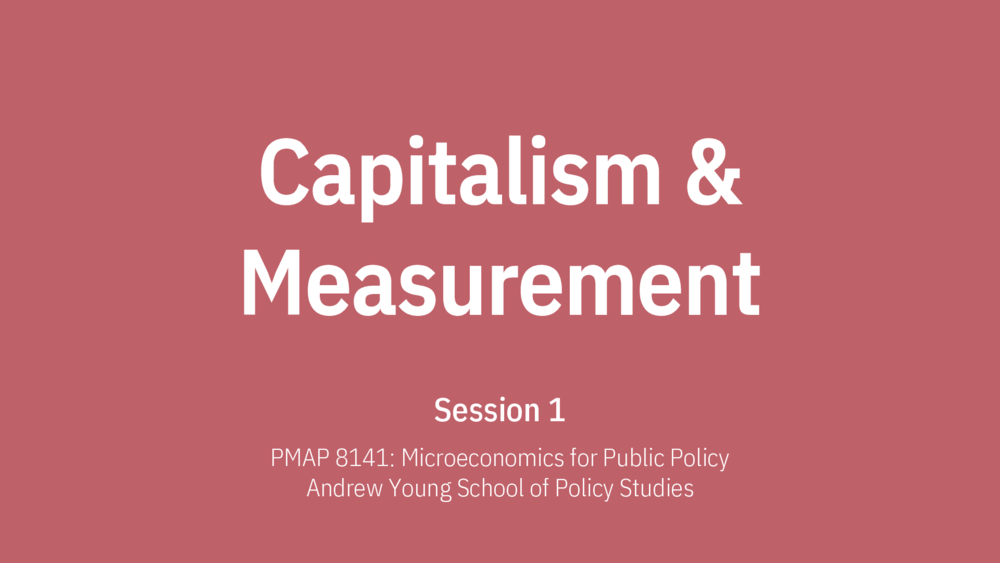 Capitalism &
Measurement
Session 1
PMAP 8141: Microeconomics for Public Policy
Andrew Young School of Policy Studies